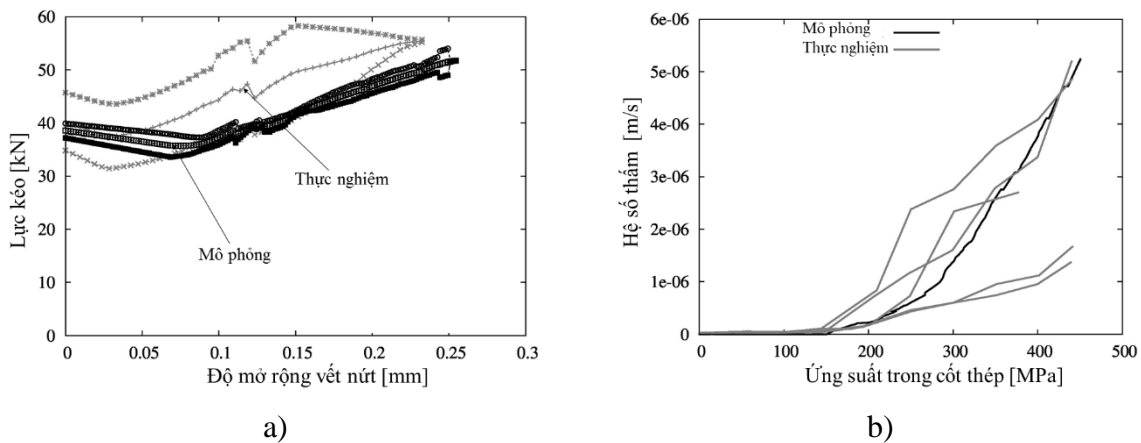 60
50
40
30
20
10
0
Lực kéo [kN]
Thực nghiệm
Mô phỏng
0 0.05 0.1 0.15 0.2 0.25 0.3
Độ mở rộng vết nứt [mm]
a)
6e-06
5e-06
4e-06
3e-06
2e-06
1e-06
0
Hệ số thấm [m/s]
Mô phỏng
Thực nghiệm
0 100 200 300 400 500
Ứng suất trong cốt thép [MPa]
b)